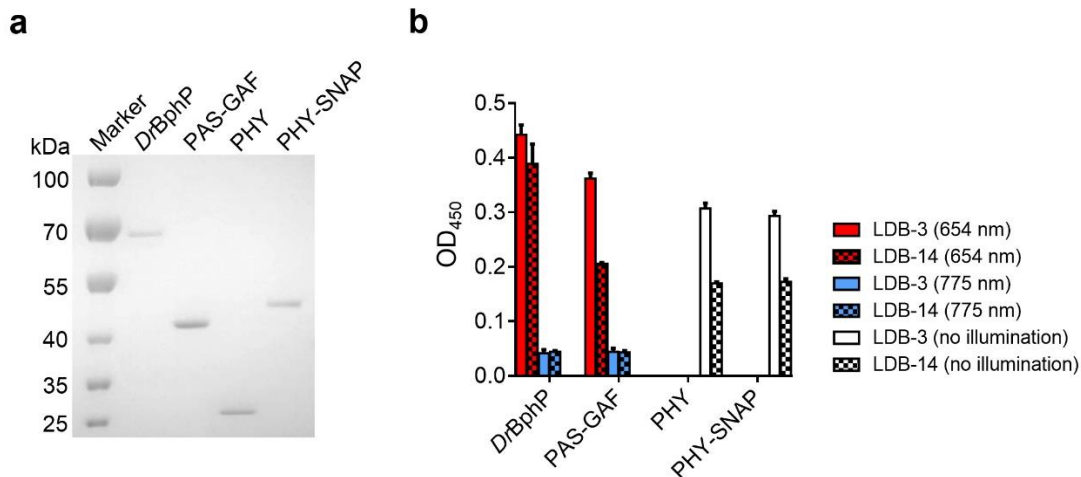 a
kDa
Marker
DrBphP
PAS-GAF
PHY
PHY-SNAP
100
70
55
40
35
25
b
OD450
0.5
0.4
0.3
0.2
0.1
0.0
DrBphP
PAS-GAF
PHY
PHY-SNAP
LDB-3 (654 nm)
LDB-14 (654 nm)
LDB-3 (775 nm)
LDB-14 (775 nm)
LDB-3 (no illumination)
LDB-14 (no illumination)